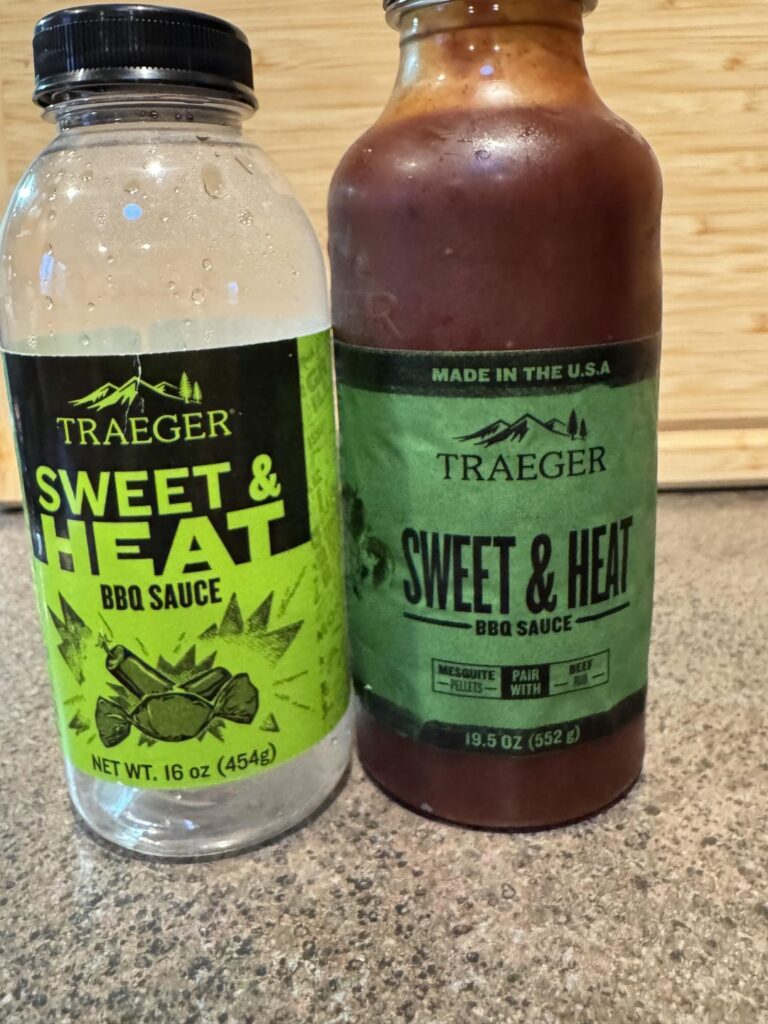 TRAEGER
SWEET &
HEAT
BBQ SAUCE
NET WT. 16 oz (454g)
MADE IN THE U.S.A
TRAEGER
SWEET & HEAT
BBQ SAUCE
MESQUITE
PELLETS
PAIR
WITH
BEEF
RUB
19.5 OZ (552 g)